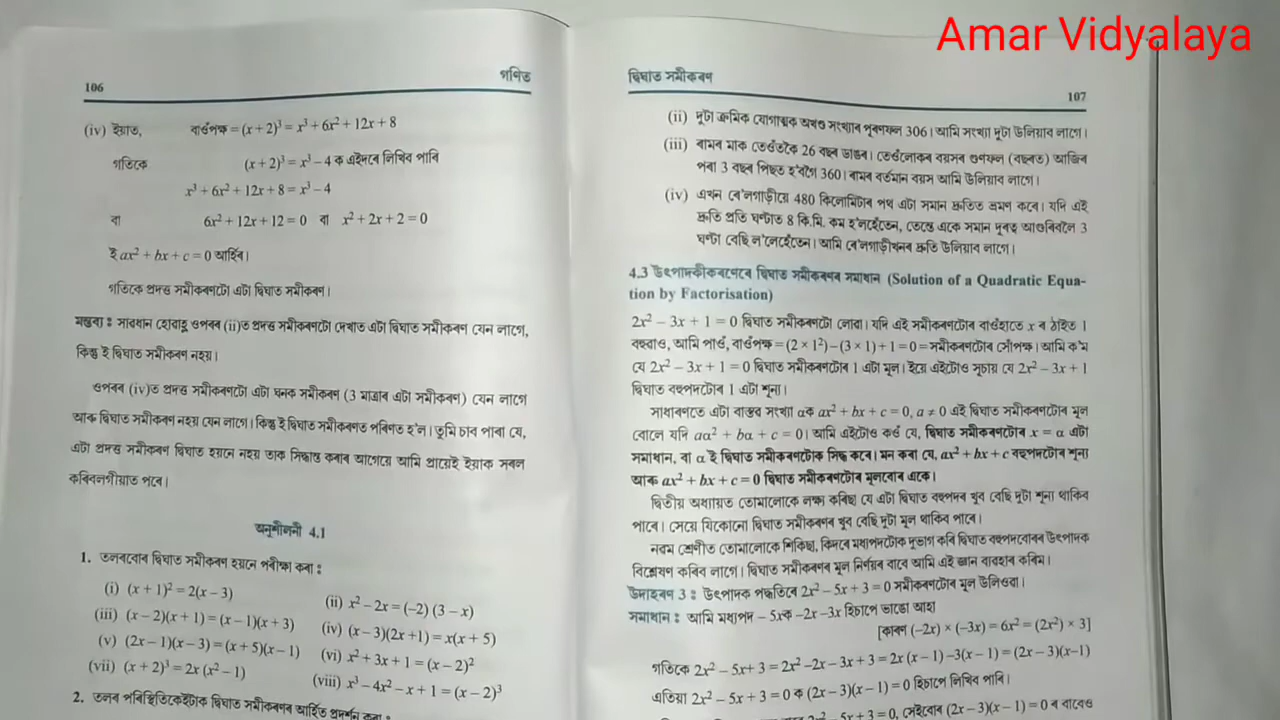 Amar Vidyalaya
106
গণিত
(iv) ইয়াত, বাওঁপক্ষ = (x + 2)³ = x³ + 6x² + 12x + 8
গতিকে (x + 2)³ = x³ – 4 ক এইদৰে লিখিব পাৰি
x³ + 6x² + 12x + 8 = x³ – 4
বা 6x² + 12x + 12 = 0 বা x² + 2x + 2 = 0
ই ax² + bx + c = 0 আৰ্হিৰ।
গতিকে প্ৰদত্ত সমীকৰণটো এটা দ্বিঘাত সমীকৰণ।
মন্তব্য : সাৱধান হোৱাহু ওপৰৰ (ii)ত প্ৰদত্ত সমীকৰণটো দেখাত এটা দ্বিঘাত সমীকৰণ যেন লাগে,
কিন্তু ই দ্বিঘাত সমীকৰণ নহয়।
ওপৰৰ (iv)ত প্ৰদত্ত সমীকৰণটো এটা ঘনক সমীকৰণ (3 মাত্ৰাৰ এটা সমীকৰণ) যেন লাগে
আৰু দ্বিঘাত সমীকৰণ নহয় যেন লাগে। কিন্তু ই দ্বিঘাত সমীকৰণত পৰিণত হ'ল। তুমি চাব পাৰা যে,
এটা প্ৰদত্ত সমীকৰণ দ্বিঘাত হয়নে নহয় তাক সিদ্ধান্ত কৰাৰ আগেয়ে আমি প্ৰায়েই ইয়াক সৰল
কৰিবলগীয়াত পৰে।
অনুশীলনী 4.1
1. তলৰবোৰ দ্বিঘাত সমীকৰণ হয়নে পৰীক্ষা কৰা :
(i) (x + 1)² = 2(x – 3) (ii) x² – 2x = (–2) (3 – x)
(iii) (x – 2)(x + 1) = (x – 1)(x + 3) (iv) (x – 3)(2x + 1) = x(x + 5)
(v) (2x – 1)(x – 3) = (x + 5)(x – 1) (vi) x² + 3x + 1 = (x – 2)²
(vii) (x + 2)³ = 2x (x² – 1) (viii) x³ – 4x² – x + 1 = (x – 2)³
2. তলৰ পৰিস্থিতিকেইটাক দ্বিঘাত সমীকৰণৰ আৰ্হিত প্ৰদৰ্শন কৰা :
দ্বিঘাত সমীকৰণ
107
(ii) দুটা ক্ৰমিক যোগাত্মক অখণ্ড সংখ্যাৰ পূৰণফল 306। আমি সংখ্যা দুটা উলিয়াব লাগে।
(iii) ৰামৰ মাক তেওঁতকৈ 26 বছৰ ডাঙৰ। তেওঁলোকৰ বয়সৰ গুণফল (বছৰত) আজিৰ
পৰা 3 বছৰ পিছত হ'বগৈ 360। ৰামৰ বৰ্তমান বয়স আমি উলিয়াব লাগে।
(iv) এখন ৰে'লগাড়ীয়ে 480 কিলোমিটাৰ পথ এটা সমান দ্ৰুতিত ভ্ৰমণ কৰে। যদি এই
দ্ৰুতি প্ৰতি ঘণ্টাত 8 কি.মি. কম হ'লহেঁতেন, তেন্তে একে সমান দূৰত্ব আগুৰিবলৈ 3
ঘণ্টা বেছি ল'লেহেঁতেন। আমি ৰে'লগাড়ীখনৰ দ্ৰুতি উলিয়াব লাগে।
4.3 উৎপাদকীকৰণেৰে দ্বিঘাত সমীকৰণৰ সমাধান (Solution of a Quadratic Equa-
tion by Factorisation)
2x² – 3x + 1 = 0 দ্বিঘাত সমীকৰণটো লোৱা। যদি এই সমীকৰণটোৰ বাওঁহাতে x ৰ ঠাইত 1
বহুৱাওঁ, আমি পাওঁ, বাওঁপক্ষ = (2 × 1²) – (3 × 1) + 1 = 0 = সমীকৰণটোৰ সোঁপক্ষ। আমি ক'ম
যে 2x² – 3x + 1 = 0 দ্বিঘাত সমীকৰণটোৰ 1 এটা মূল। ইয়ে এইটোও সূচায় যে 2x² – 3x + 1
দ্বিঘাত বহুপদটোৰ 1 এটা শূন্য।
সাধাৰণতে এটা বাস্তৱ সংখ্যা αক ax² + bx + c = 0, a ≠ 0 এই দ্বিঘাত সমীকৰণটোৰ মূল
বোলে যদি aα² + bα + c = 0। আমি এইটোও কওঁ যে, দ্বিঘাত সমীকৰণটোৰ x = α এটা
সমাধান, বা α ই দ্বিঘাত সমীকৰণটোক সিদ্ধ কৰে। মন কৰা যে, ax² + bx + c বহুপদটোৰ শূন্য
আৰু ax² + bx + c = 0 দ্বিঘাত সমীকৰণটোৰ মূলবোৰ একে।
দ্বিতীয় অধ্যায়ত তোমালোকে লক্ষ্য কৰিছা যে এটা দ্বিঘাত বহুপদৰ খুব বেছি দুটা শূন্য থাকিব
পাৰে। সেয়ে যিকোনো দ্বিঘাত সমীকৰণৰ খুব বেছি দুটা মূল থাকিব পাৰে।
নৱম শ্ৰেণীত তোমালোকে শিকিছা, কিদৰে মধ্যপদটোক দুভাগ কৰি দ্বিঘাত বহুপদবোৰৰ উৎপাদক
বিশ্লেষণ কৰিব লাগে। দ্বিঘাত সমীকৰণৰ মূল নিৰ্ণয়ৰ বাবে আমি এই জ্ঞান ব্যৱহাৰ কৰিম।
উদাহৰণ 3 : উৎপাদক পদ্ধতিৰে 2x² – 5x + 3 = 0 সমীকৰণটোৰ মূল উলিওৱা।
সমাধান : আমি মধ্যপদ – 5xক –2x –3x হিচাপে ভাঙো আহা
[কাৰণ (–2x) × (–3x) = 6x² = (2x²) × 3]
গতিকে 2x² – 5x + 3 = 2x² –2x – 3x + 3 = 2x (x – 1) –3(x – 1) = (2x – 3)(x –1)
এতিয়া 2x² – 5x + 3 = 0 ক (2x – 3)(x – 1) = 0 হিচাপে লিখিব পাৰি।
2x² – 5x + 3 = 0, সেইবোৰ (2x – 3)(x – 1) = 0 ৰ বাবেও